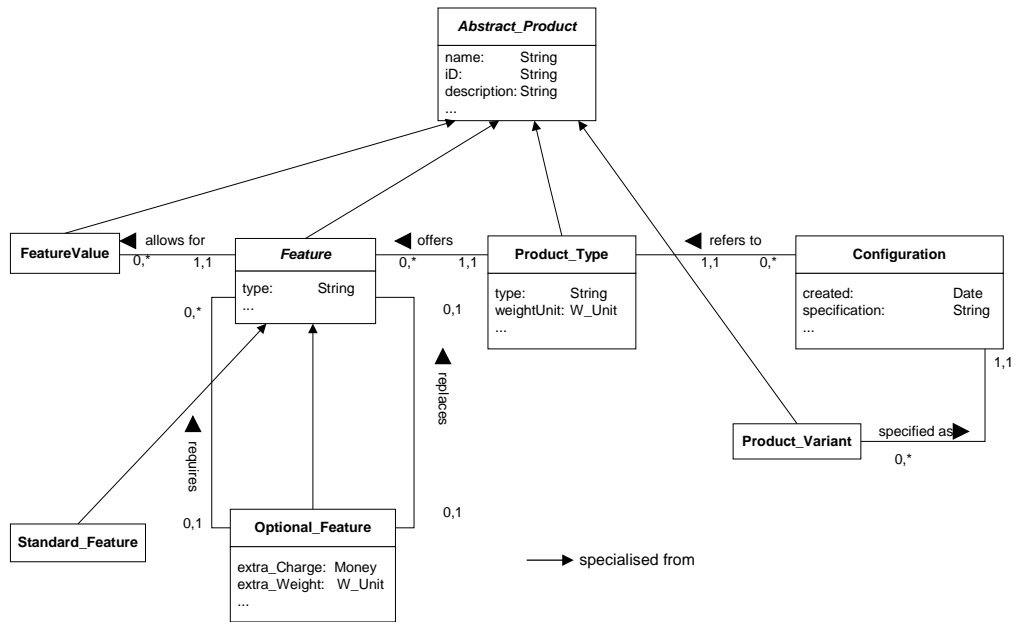 Abstract_Product
name: String
iD: String
description: String
...
FeatureValue
allows for
0,* 1,1
Feature
type: String
...
offers
0,* 1,1
Product_Type
type: String
weightUnit: W_Unit
...
refers to
1,1 0,*
Configuration
created: Date
specification: String
...
0,*
0,1
1,1
replaces
requires
Product_Variant
specified as
0,*
0,1
0,1
Standard_Feature
Optional_Feature
extra_Charge: Money
extra_Weight: W_Unit
...
specialised from